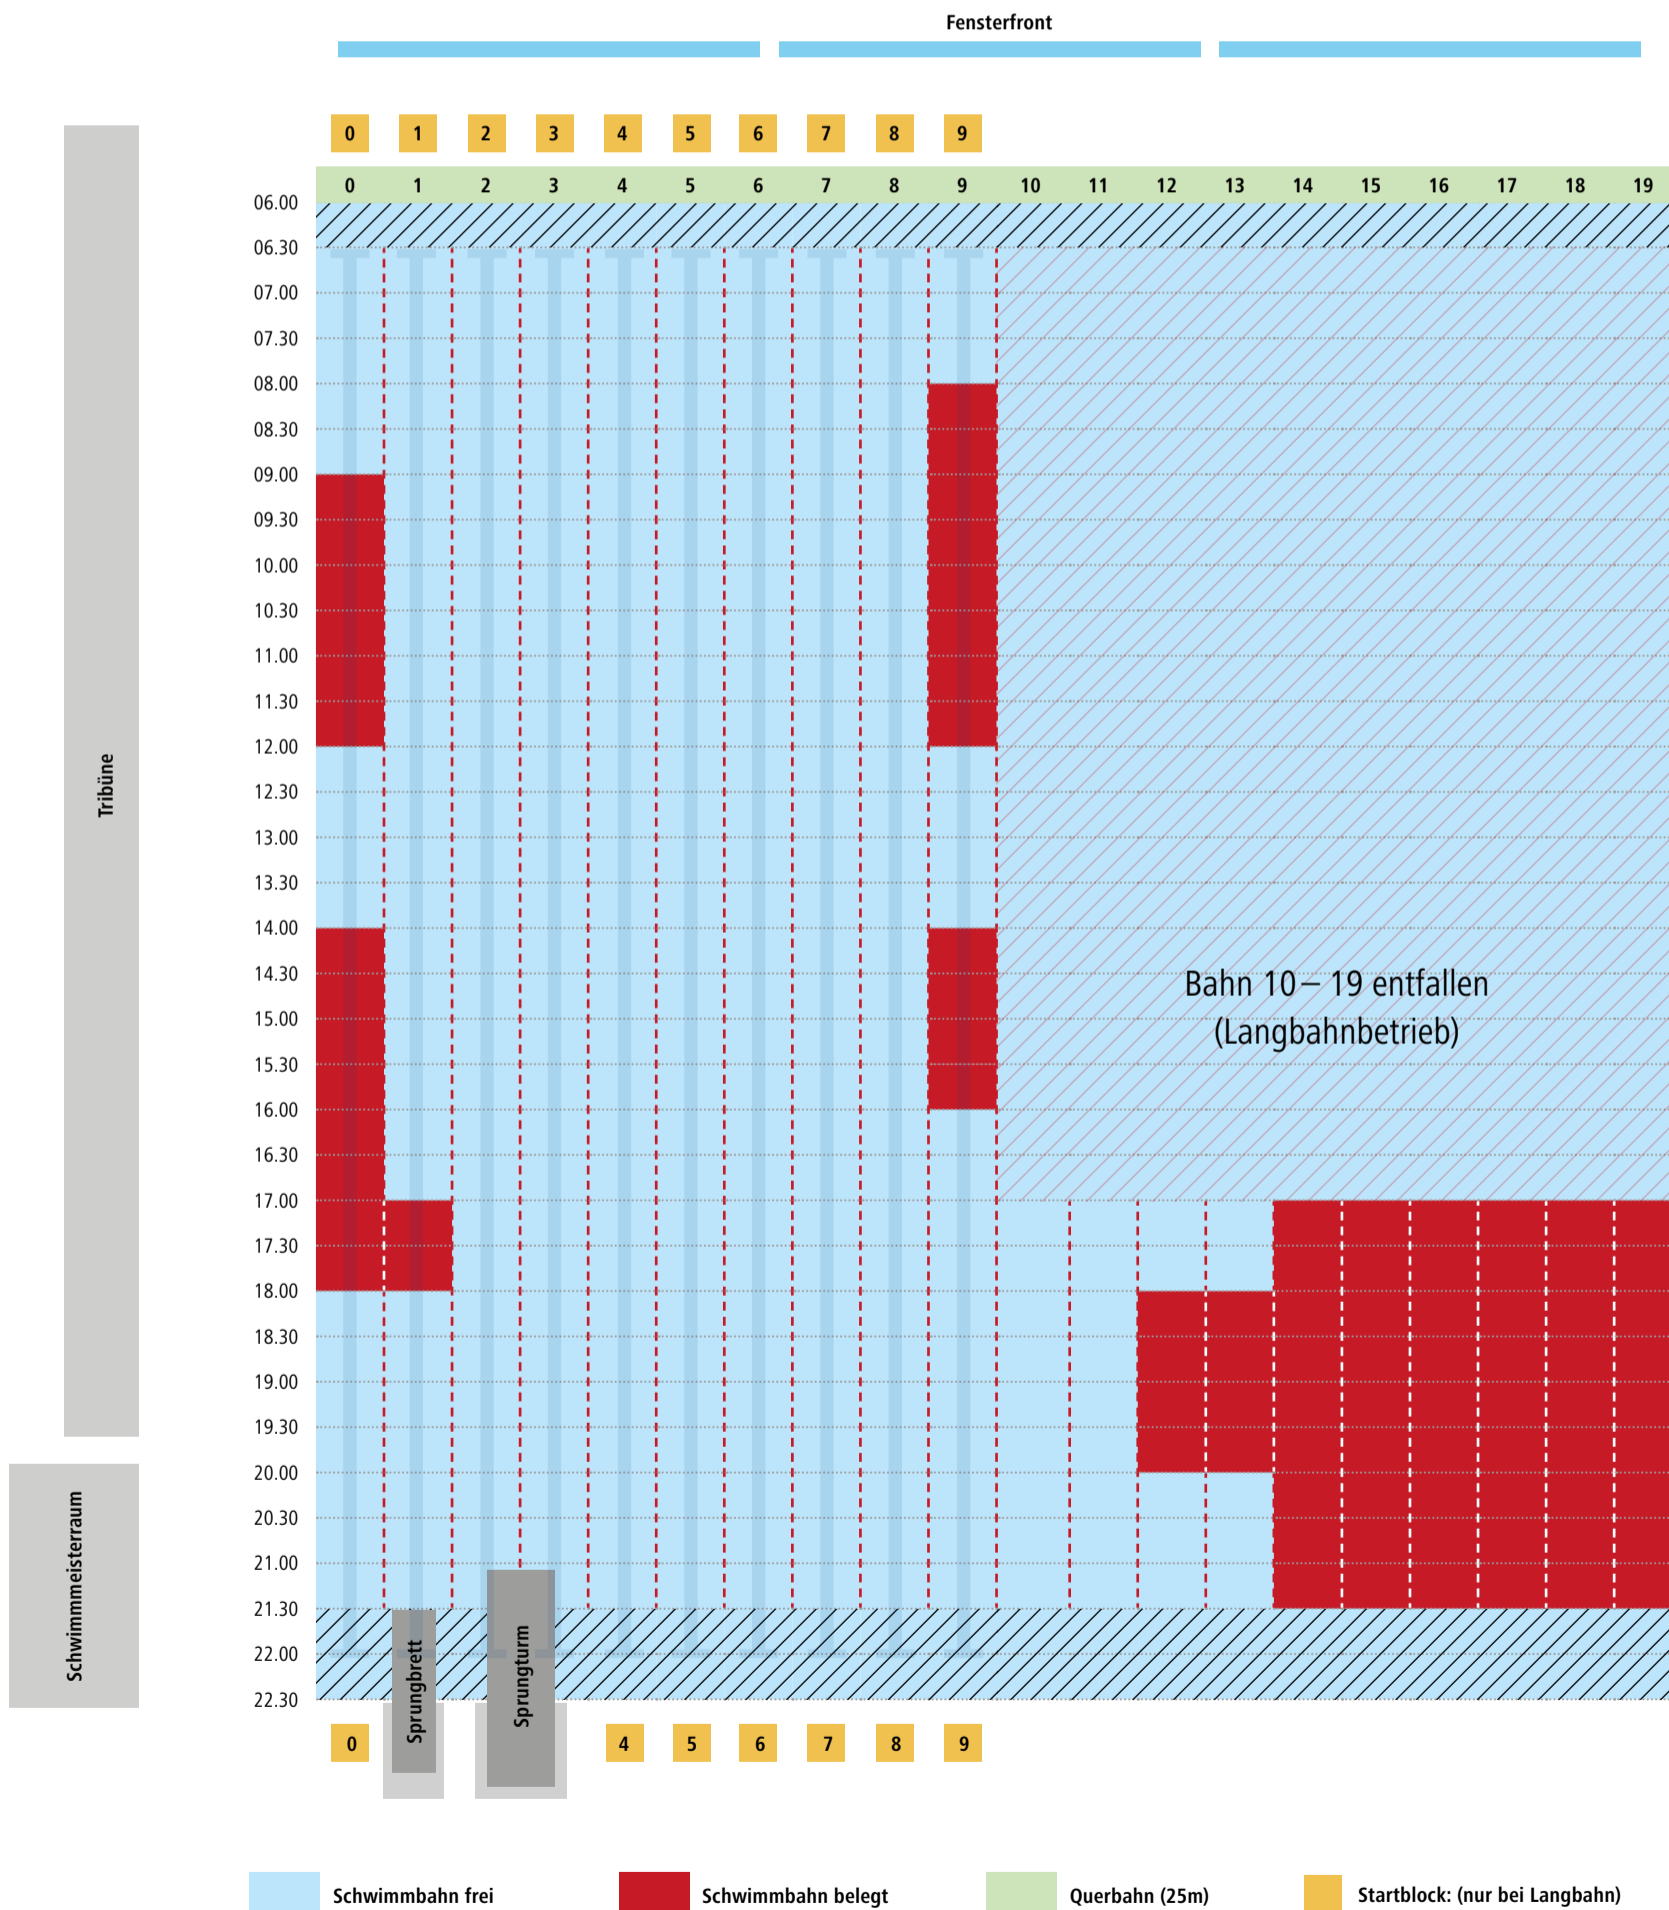 Fensterfront
0 1 2 3 4 5 6 7 8 9
0 1 2 3 4 5 6 7 8 9 10 11 12 13 14 15 16 17 18 19
06.00
06.30
07.00
07.30
08.00
08.30
09.00
09.30
10.00
10.30
11.00
11.30
12.00
12.30
13.00
13.30
14.00
14.30
15.00
15.30
16.00
16.30
17.00
17.30
18.00
18.30
19.00
19.30
20.00
20.30
21.00
21.30
22.00
22.30
Tribüne
Schwimmmeisterraum
Bahn 10 – 19 entfallen
(Langbahnbetrieb)
Sprungbrett
Sprungturm
0 4 5 6 7 8 9
Schwimmbahn frei
Schwimmbahn belegt
Querbahn (25m)
Startblock: (nur bei Langbahn)